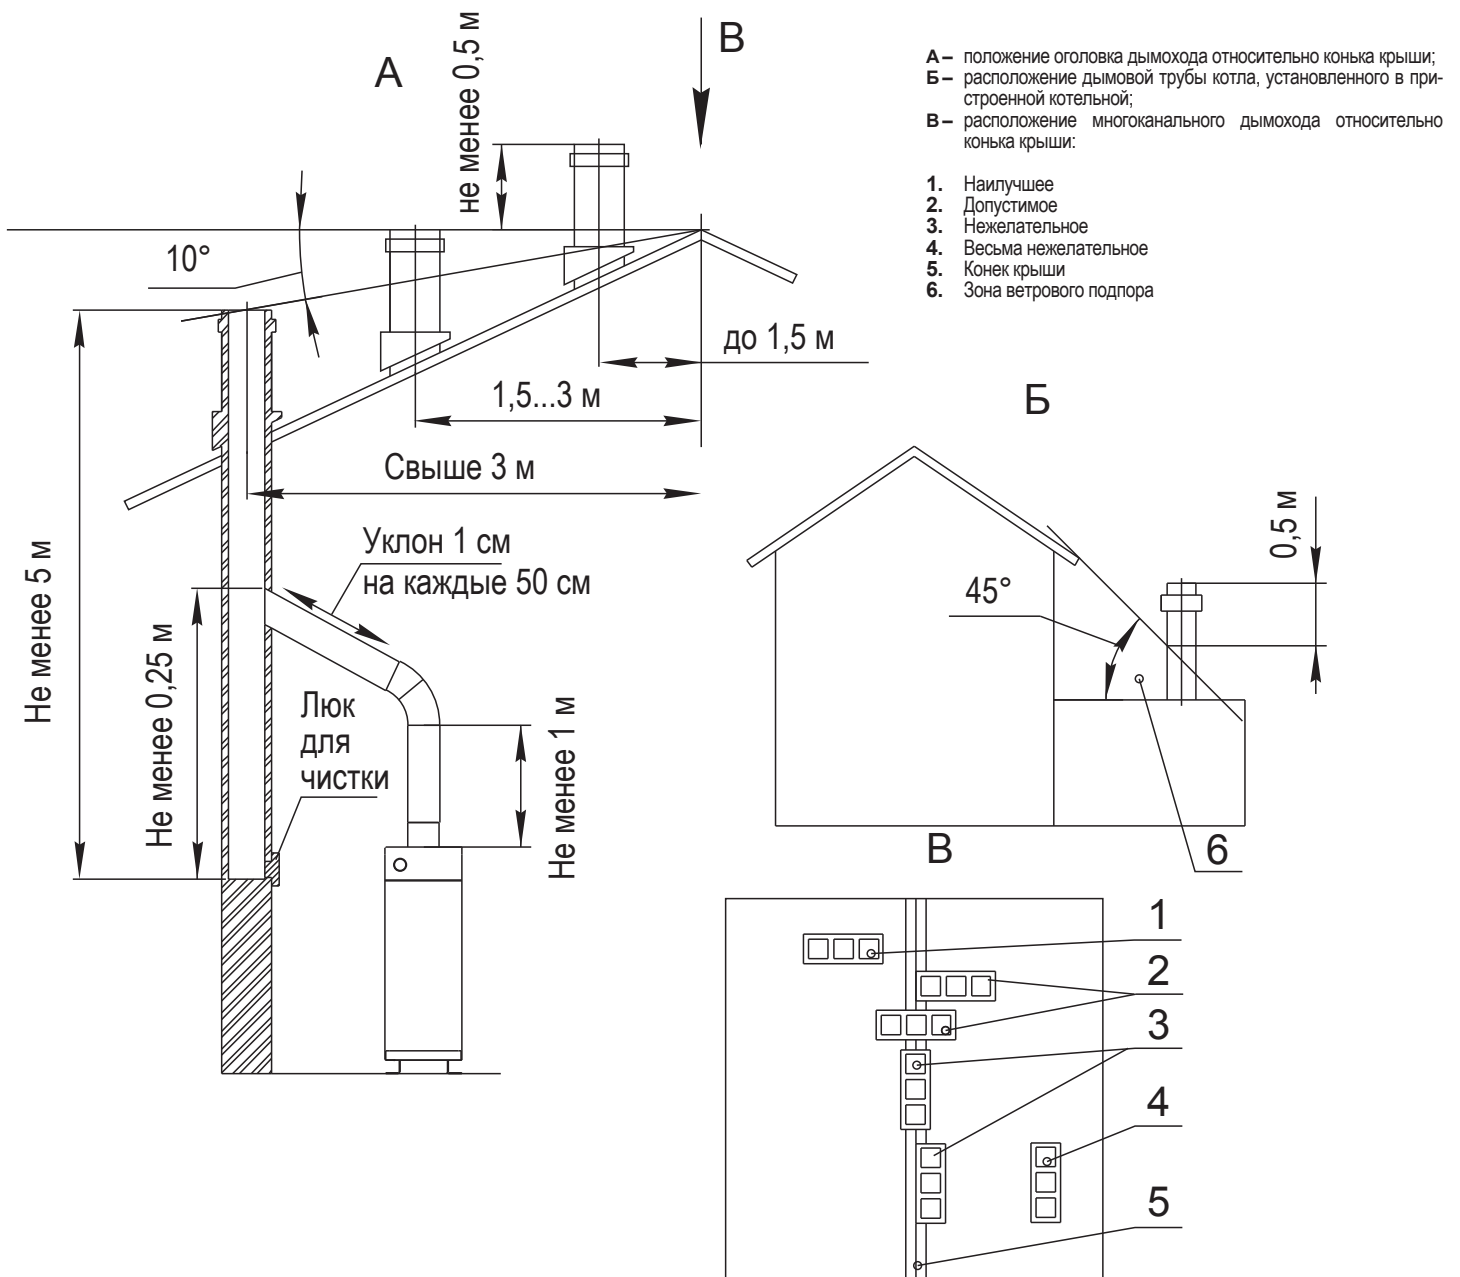 А
не менее 0,5 м
В
10°
до 1,5 м
1,5...3 м
Свыше 3 м
Уклон 1 см
на каждые 50 см
Не менее 5 м
Не менее 0,25 м
Люк
для
чистки
Не менее 1 м
А – положение оголовка дымохода относительно конька крыши;
Б – расположение дымовой трубы котла, установленного в при-
строенной котельной;
В – расположение многоканального дымохода относительно
конька крыши:
1. Наилучшее
2. Допустимое
3. Нежелательное
4. Весьма нежелательное
5. Конек крыши
6. Зона ветрового подпора
Б
0,5 м
45°
6
В
1
2
3
4
5